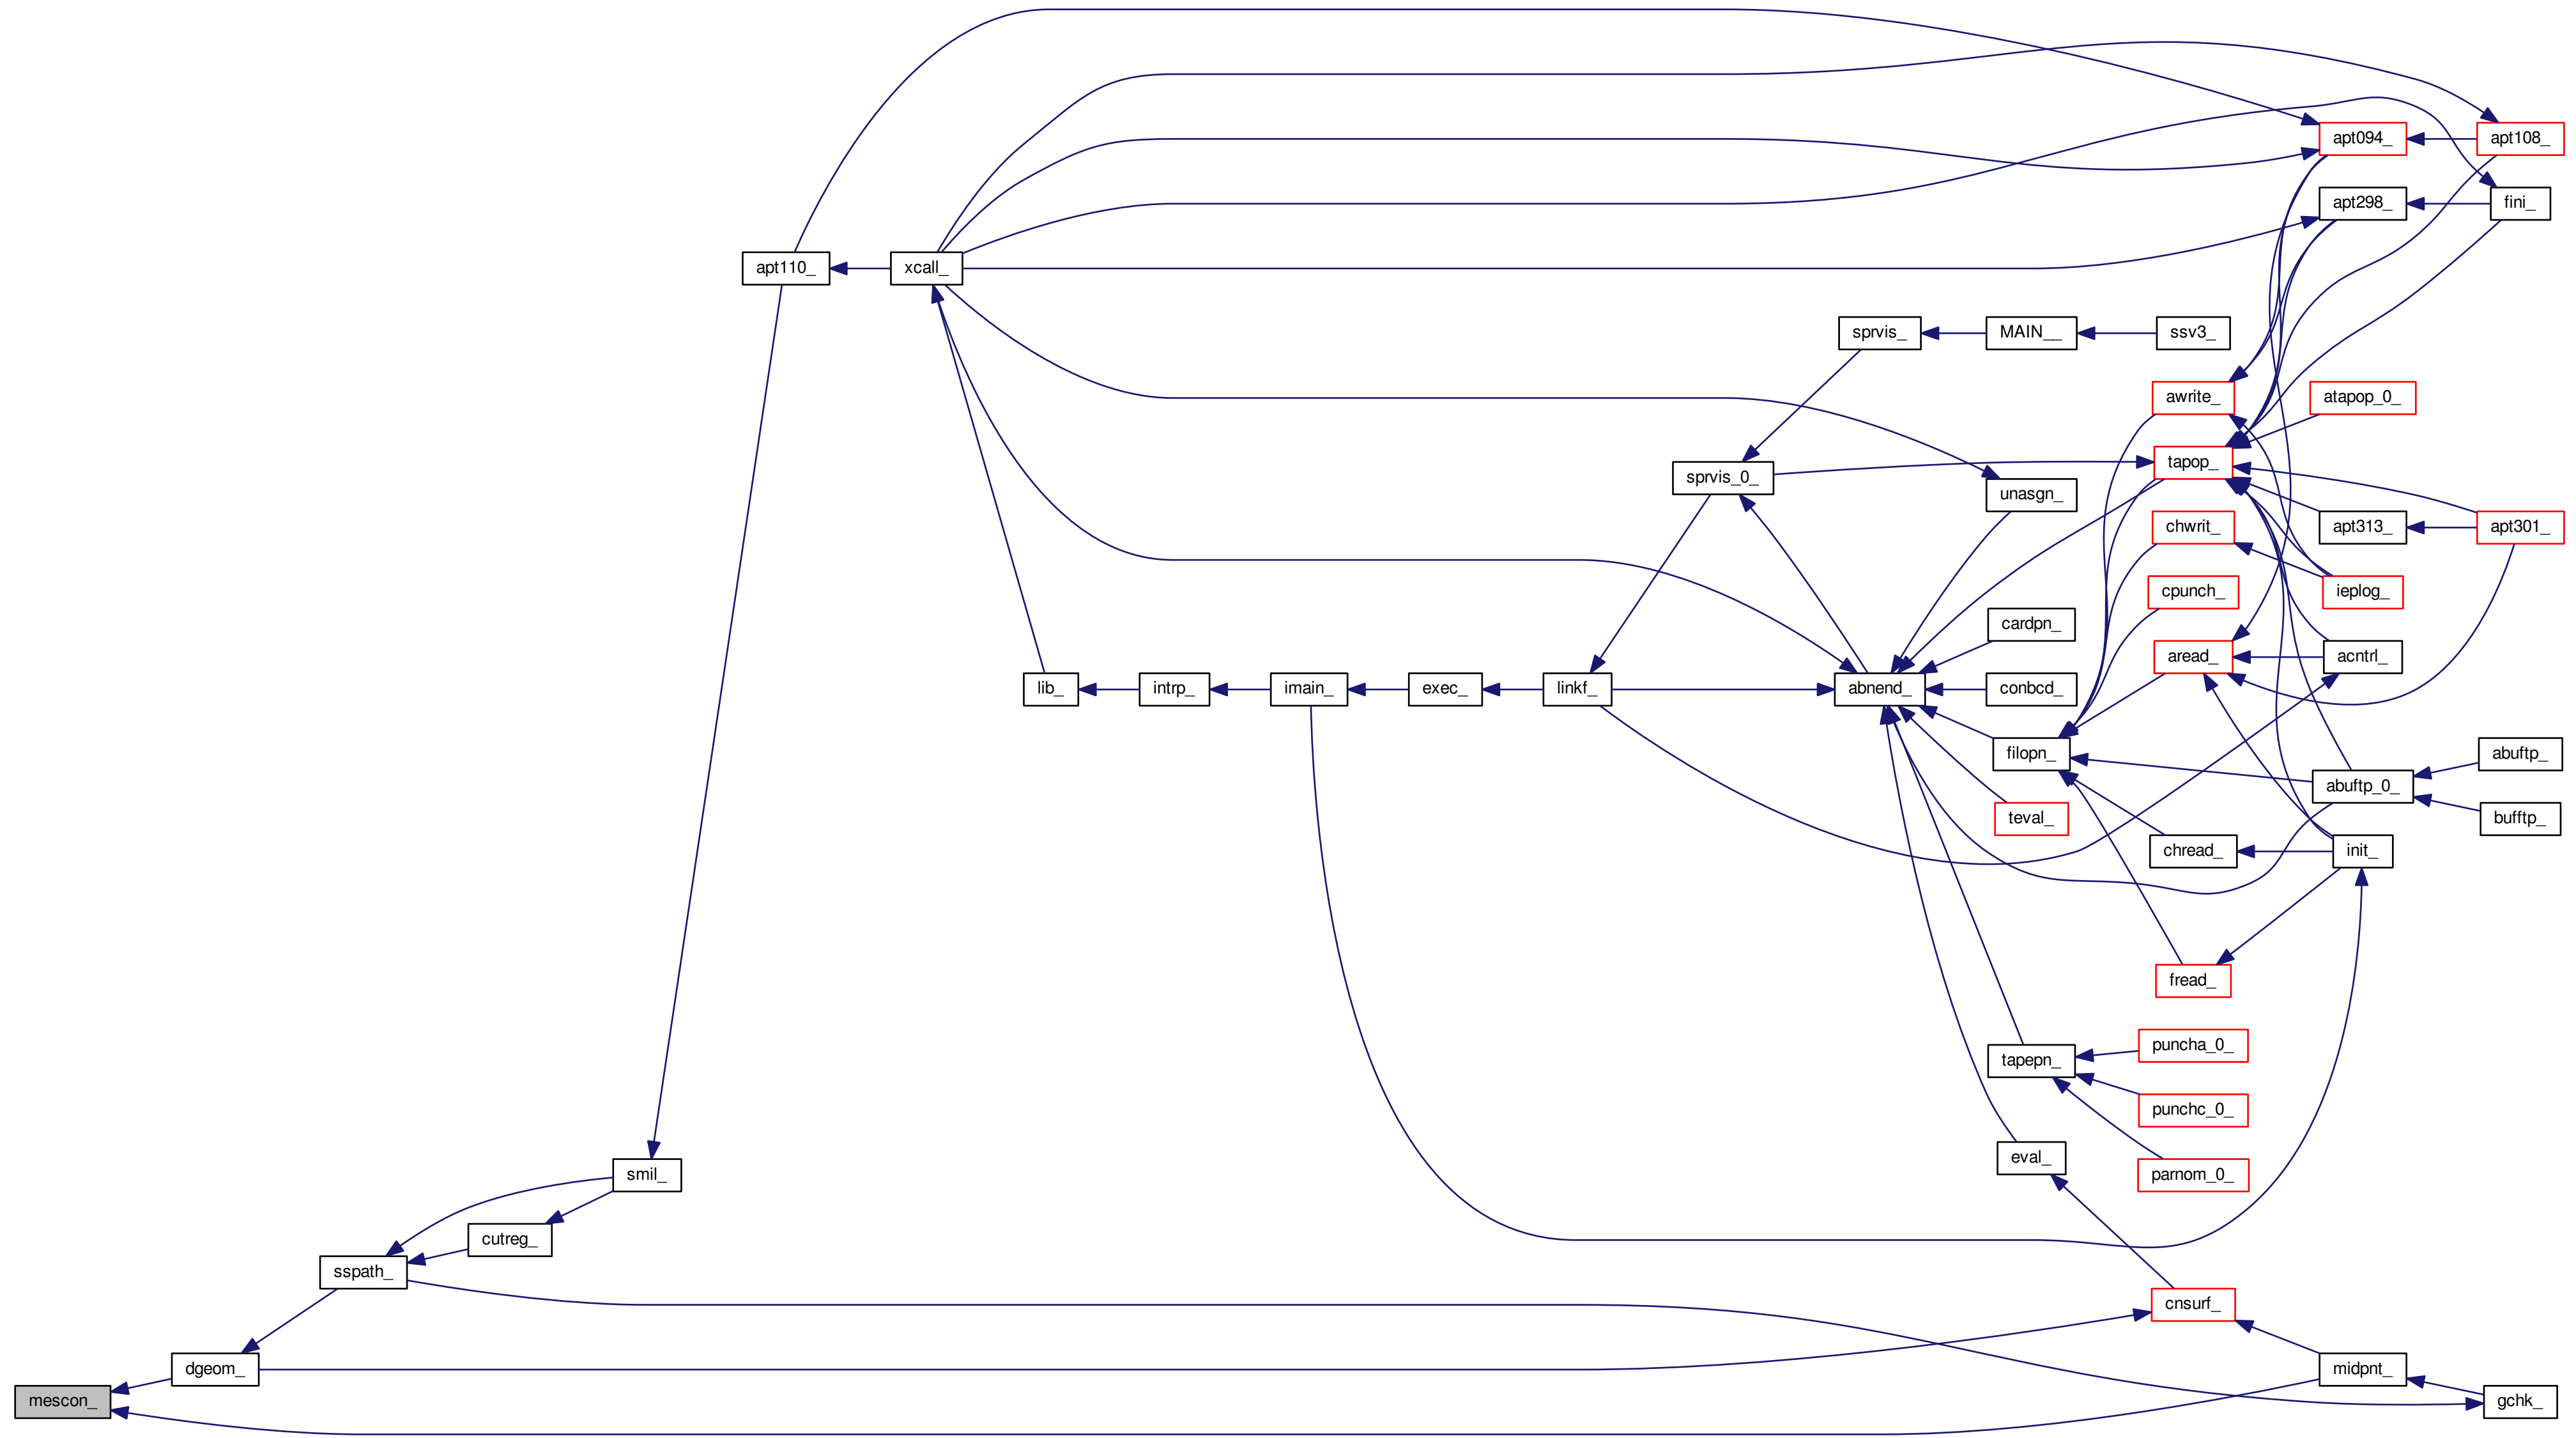 apt094_
apt108_
apt298_
fini_
apt110_
xcall_
sprvis_
MAIN__
ssv3_
awrite_
atapop_0_
tapop_
sprvis_0_
unasgn_
chwrit_
apt313_
apt301_
cpunch_
ieplog_
cardpn_
aread_
acntrl_
lib_
intrp_
imain_
exec_
linkf_
abnend_
conbcd_
filopn_
abuftp_
abuftp_0_
teval_
bufftp_
chread_
init_
fread_
puncha_0_
tapepn_
punchc_0_
eval_
parnom_0_
smil_
cutreg_
sspath_
cnsurf_
dgeom_
midpnt_
mescon_
gchk_